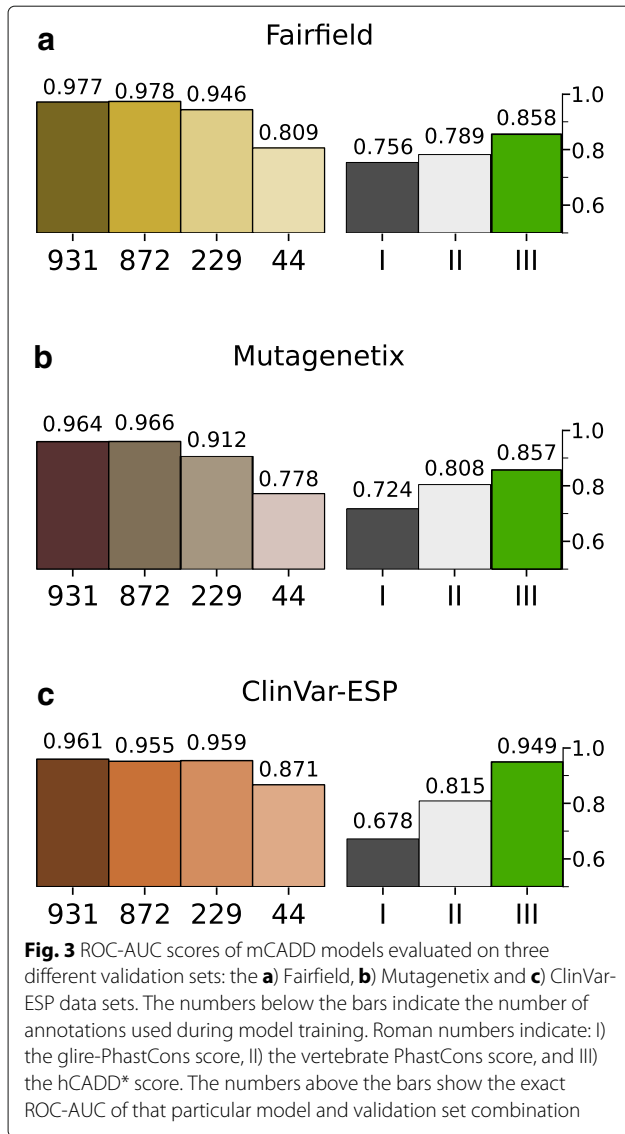 a
Fairfield
0.977 0.978 0.946 0.809 0.756 0.789 0.858
1.0
0.8
0.6
931 872 229 44 I II III
b
Mutagenetix
0.964 0.966 0.912 0.778 0.724 0.808 0.857
1.0
0.8
0.6
931 872 229 44 I II III
c
ClinVar-ESP
0.961 0.955 0.959 0.871 0.678 0.815 0.949
1.0
0.8
0.6
931 872 229 44 I II III
Fig. 3 ROC-AUC scores of mCADD models evaluated on three
different validation sets: the a) Fairfield, b) Mutagenetix and c) ClinVar-
ESP data sets. The numbers below the bars indicate the number of
annotations used during model training. Roman numbers indicate: I)
the glire-PhastCons score, II) the vertebrate PhastCons score, and III)
the hCADD* score. The numbers above the bars show the exact
ROC-AUC of that particular model and validation set combination